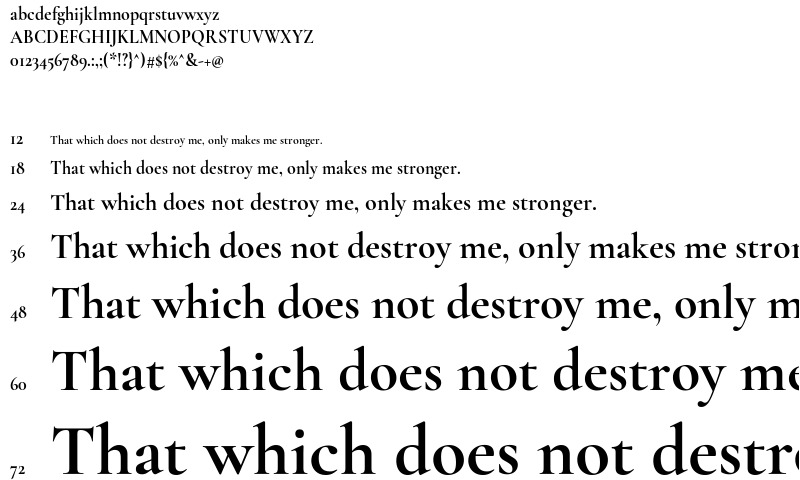 abcdefghijklmnopqrstuvwxyz
ABCDEFGHIJKLMNOPQRSTUVWXYZ
0123456789.:,;(*!?}^)#${%^&-+@
12 That which does not destroy me, only makes me stronger.
18 That which does not destroy me, only makes me stronger.
24 That which does not destroy me, only makes me stronger.
36 That which does not destroy me, only makes me stron
48 That which does not destroy me, only m
60 That which does not destroy me
72 That which does not destro